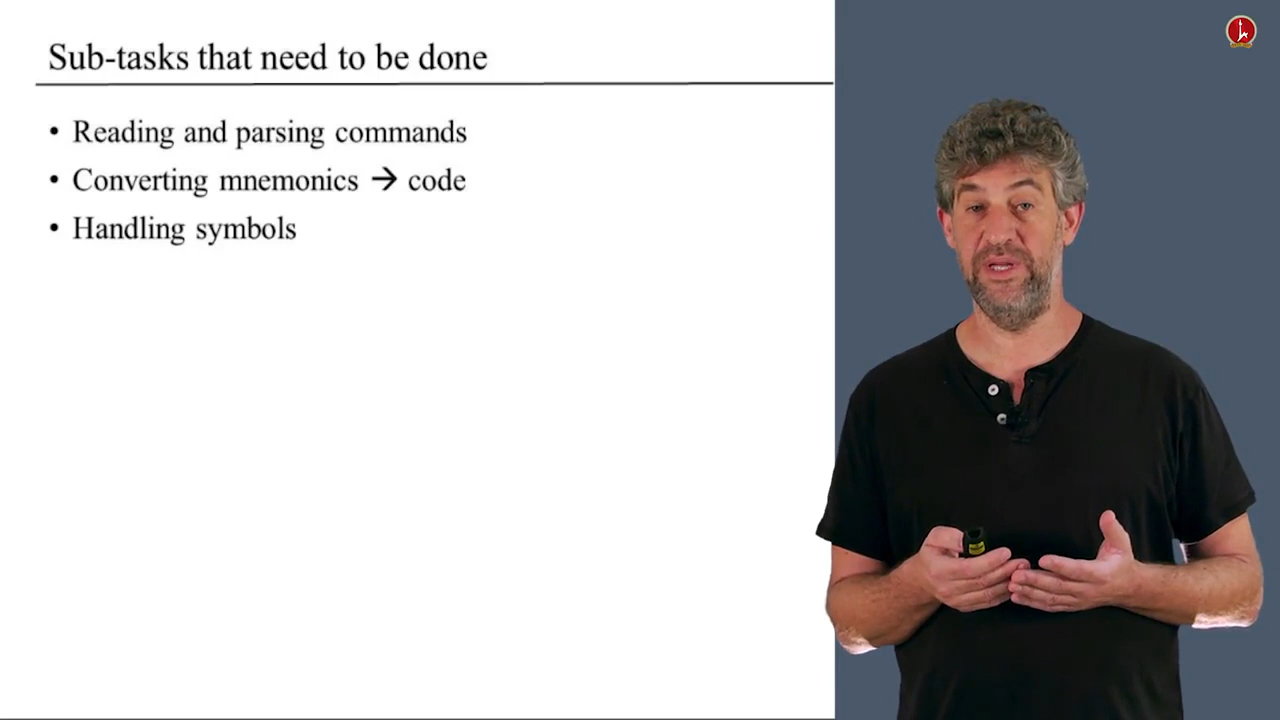 Sub-tasks that need to be done
• Reading and parsing commands
• Converting mnemonics → code
• Handling symbols